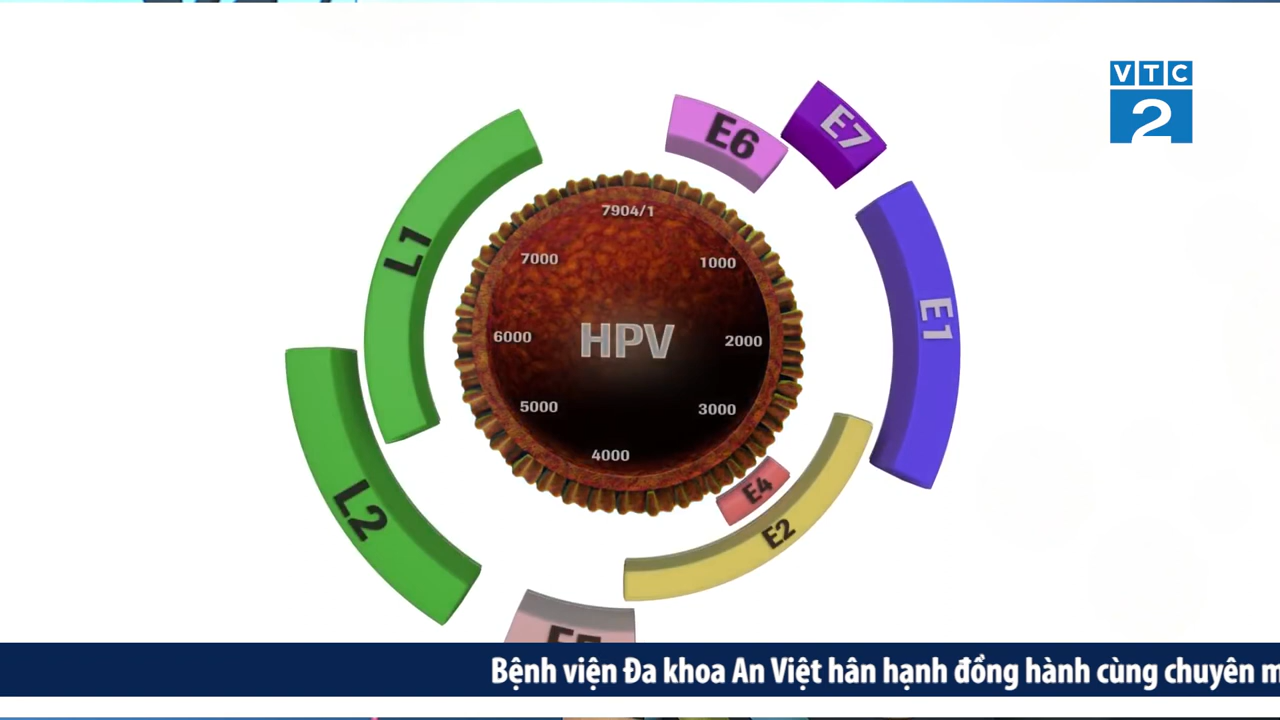 VTC
2
E6
E7
7904/1
L1
7000
1000
E1
6000
HPV
2000
5000
3000
4000
E4
L2
E2
Bệnh viện Đa khoa An Việt hân hạnh đồng hành cùng chuyên